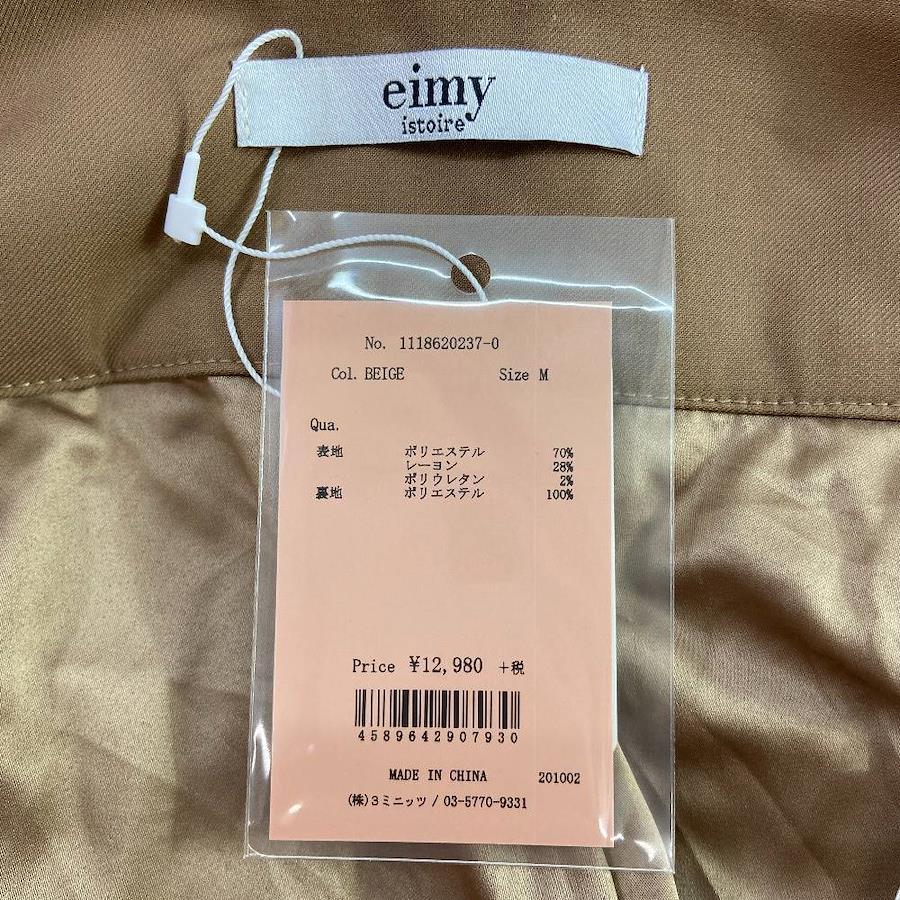 eimy
istoire
No. 1118620237-0
Col. BEIGE Size M
Qua.
表地 ポリエステル 70%
レーヨン 28%
ポリウレタン 2%
裏地 ポリエステル 100%
Price ¥12,980 +税
4589642907930
MADE IN CHINA 201002
(株)3ミニッツ / 03-5770-9331